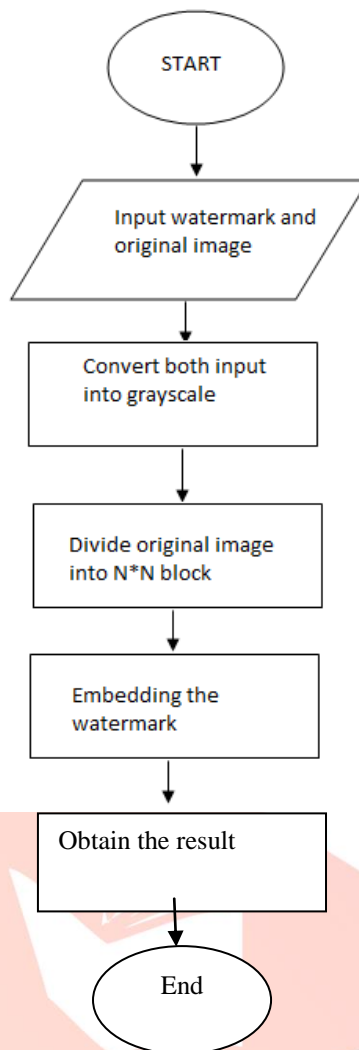 START
Input watermark and
original image
Convert both input
into grayscale
Divide original image
into N*N block
Embedding the
watermark
Obtain the result
End